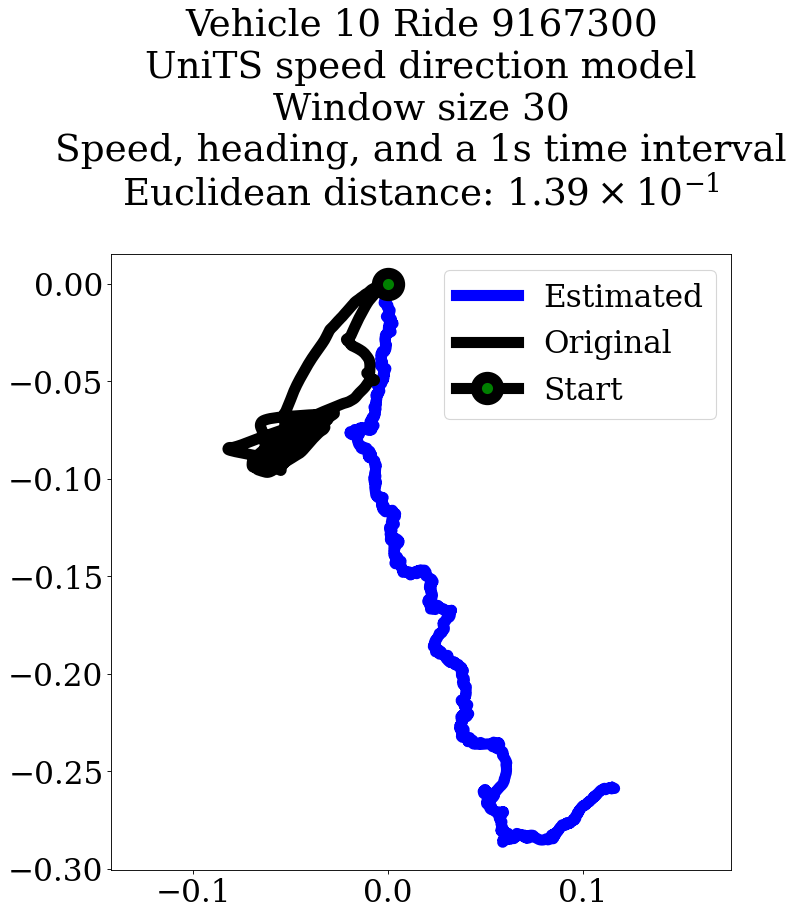 Vehicle 10 Ride 9167300
UniTS speed direction model
Window size 30
Speed, heading, and a 1s time interval
Euclidean distance: 1.39 × 10⁻¹
Estimated
Original
Start
0.00
−0.05
−0.10
−0.15
−0.20
−0.25
−0.30
−0.1 0.0 0.1